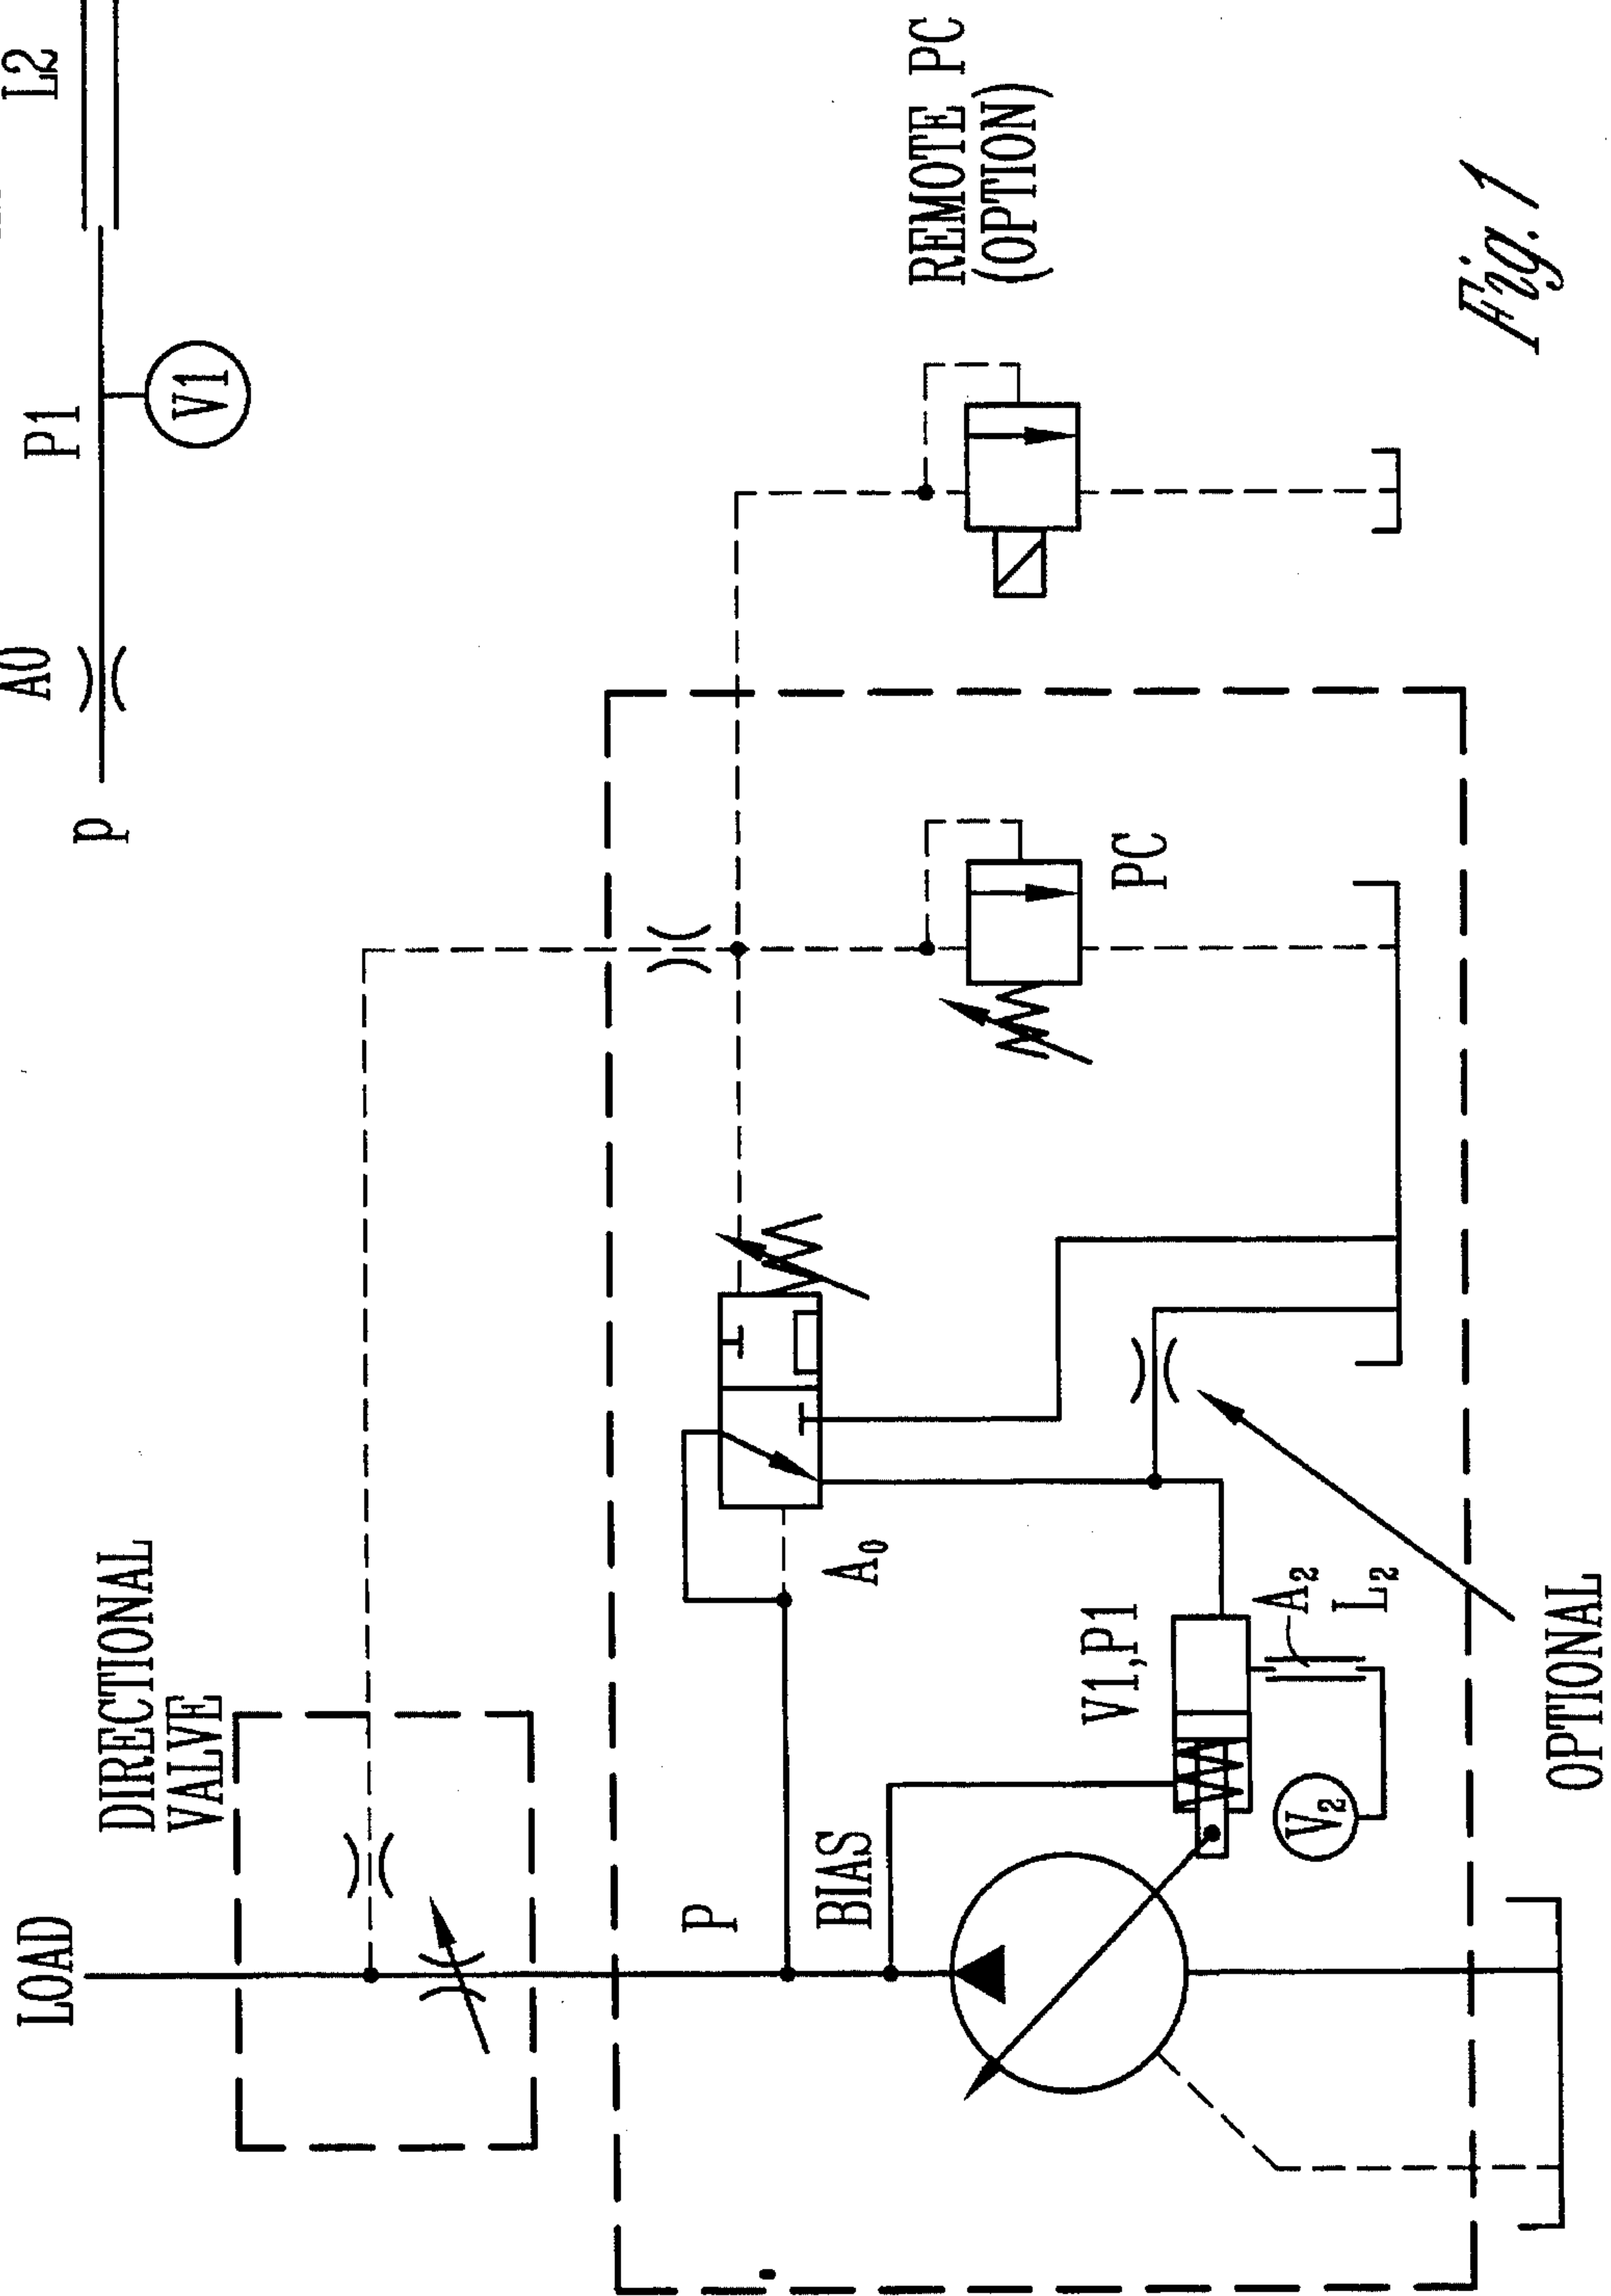 LOAD
DIRECTIONAL
VALVE
p
A0
P1
V1
L2
P
BIAS
A₀
V1,P1
A₂
L₂
V₂
PC
REMOTE PC
(OPTION)
OPTIONAL
Fig. 1